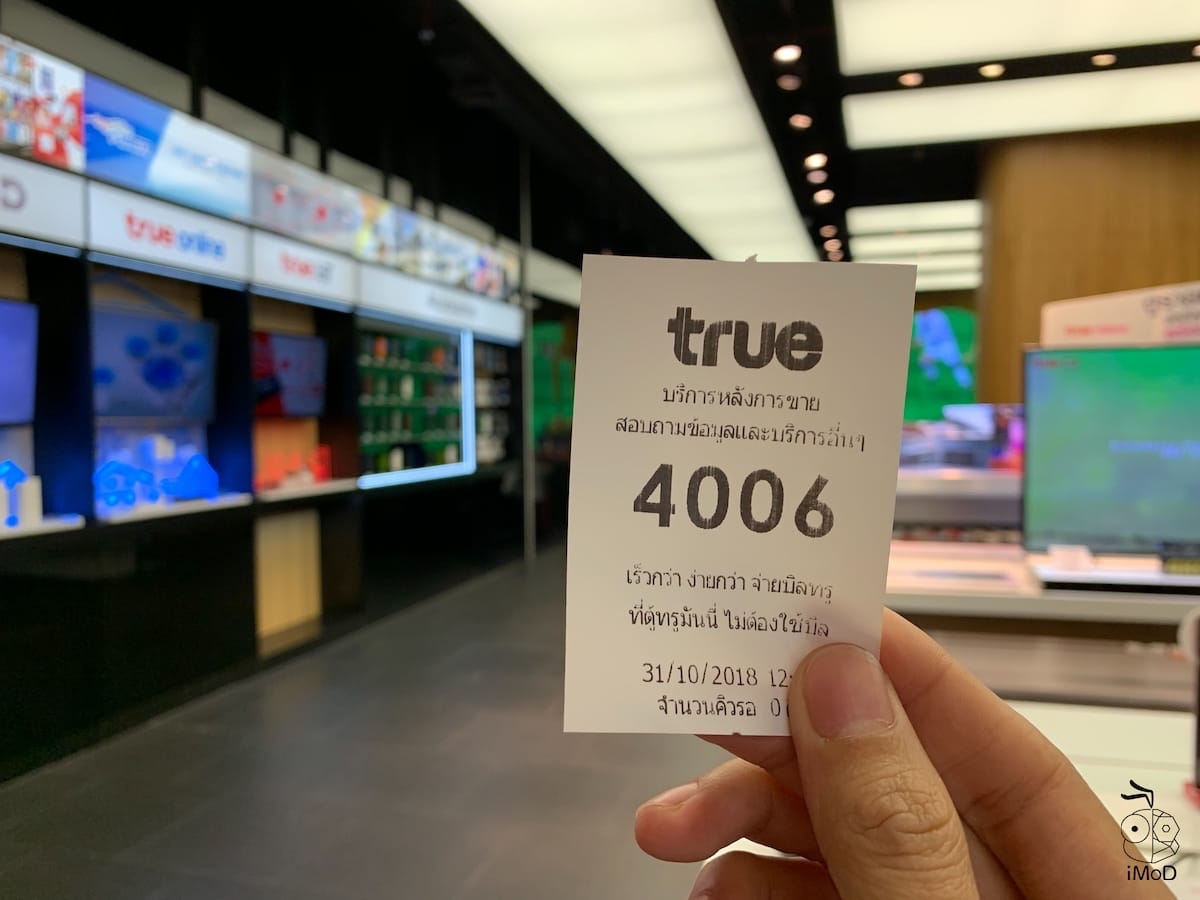 true online
true
true
บริการหลังการขาย
สอบถามข้อมูลและบริการอื่นๆ
4006
เร็วกว่า ง่ายกว่า จ่ายบิลทรู
ที่ตู้ทรูมันนี่ ไม่ต้องใช้บิล
31/10/2018 12:
จำนวนคิวรอ 0
iMoD